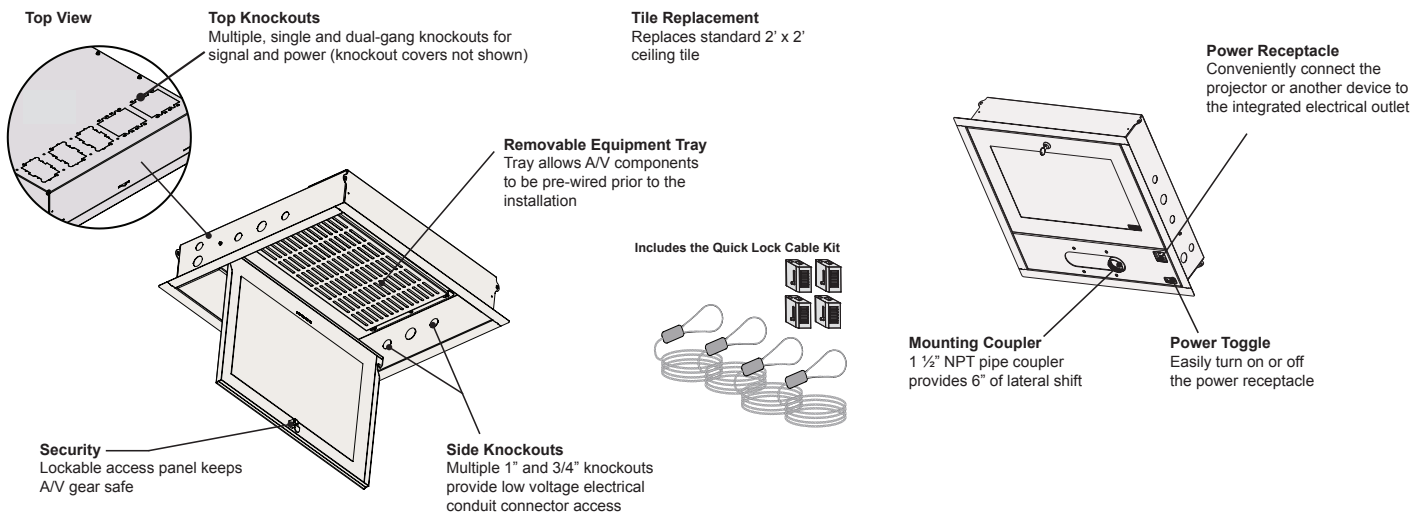 Top View
Top Knockouts
Multiple, single and dual-gang knockouts for
signal and power (knockout covers not shown)
Tile Replacement
Replaces standard 2’ x 2’
ceiling tile
Power Receptacle
Conveniently connect the
projector or another device to
the integrated electrical outlet
Removable Equipment Tray
Tray allows A/V components
to be pre-wired prior to the
installation
Includes the Quick Lock Cable Kit
Mounting Coupler
1 ½” NPT pipe coupler
provides 6” of lateral shift
Power Toggle
Easily turn on or off
the power receptacle
Security
Lockable access panel keeps
A/V gear safe
Side Knockouts
Multiple 1” and 3/4” knockouts
provide low voltage electrical
conduit connector access